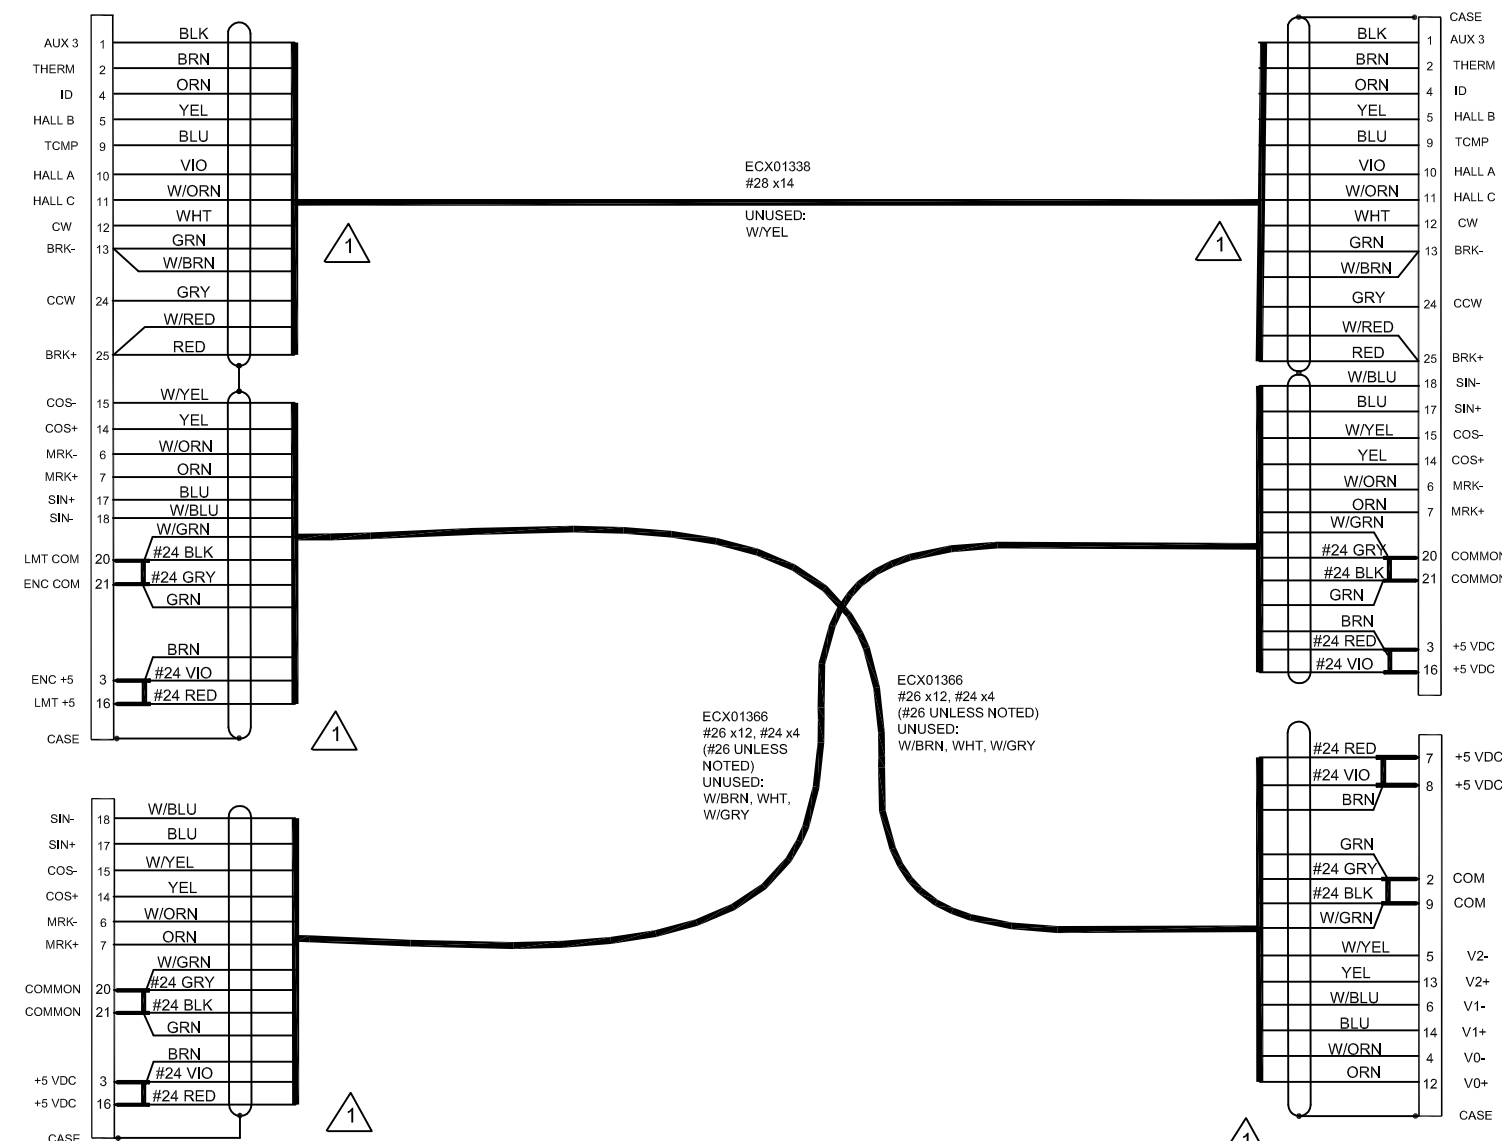 AUX 3 1 BLK
THERM 2 BRN
ID 4 ORN
HALL B 5 YEL
TCMP 9 BLU
HALL A 10 VIO
HALL C 11 W/ORN
CW 12 WHT
BRK- 13 GRN
W/BRN
CCW 24 GRY
W/RED
BRK+ 25 RED
COS- 15 W/YEL
COS+ 14 YEL
MRK- 6 W/ORN
MRK+ 7 ORN
SIN+ 17 BLU
SIN- 18 W/BLU
W/GRN
LMT COM 20 #24 BLK
ENC COM 21 #24 GRY
GRN
BRN
ENC +5 3 #24 VIO
LMT +5 16 #24 RED
CASE
1
1
SIN- 18 W/BLU
SIN+ 17 BLU
COS- 15 W/YEL
COS+ 14 YEL
MRK- 6 W/ORN
MRK+ 7 ORN
W/GRN
COMMON 20 #24 GRY
COMMON 21 #24 BLK
GRN
BRN
+5 VDC 3 #24 VIO
+5 VDC 16 #24 RED
CASE
1
ECX01338
#28 x14
UNUSED:
W/YEL
ECX01366
#26 x12, #24 x4
(#26 UNLESS
NOTED)
UNUSED:
W/BRN, WHT,
W/GRY
ECX01366
#26 x12, #24 x4
(#26 UNLESS NOTED)
UNUSED:
W/BRN, WHT, W/GRY
1
CASE
BLK 1 AUX 3
BRN 2 THERM
ORN 4 ID
YEL 5 HALL B
BLU 9 TCMP
VIO 10 HALL A
W/ORN 11 HALL C
WHT 12 CW
GRN 13 BRK-
W/BRN
GRY 24 CCW
W/RED
RED 25 BRK+
W/BLU 18 SIN-
BLU 17 SIN+
W/YEL 15 COS-
YEL 14 COS+
W/ORN 6 MRK-
ORN 7 MRK+
W/GRN
#24 GRY 20 COMMON
#24 BLK 21 COMMON
GRN
BRN
#24 RED 3 +5 VDC
#24 VIO 16 +5 VDC
#24 RED 7 +5 VDC
#24 VIO 8 +5 VDC
BRN
GRN
#24 GRY 2 COM
#24 BLK 9 COM
W/GRN
W/YEL 5 V2-
YEL 13 V2+
W/BLU 6 V1-
BLU 14 V1+
W/ORN 4 V0-
ORN 12 V0+
CASE
1